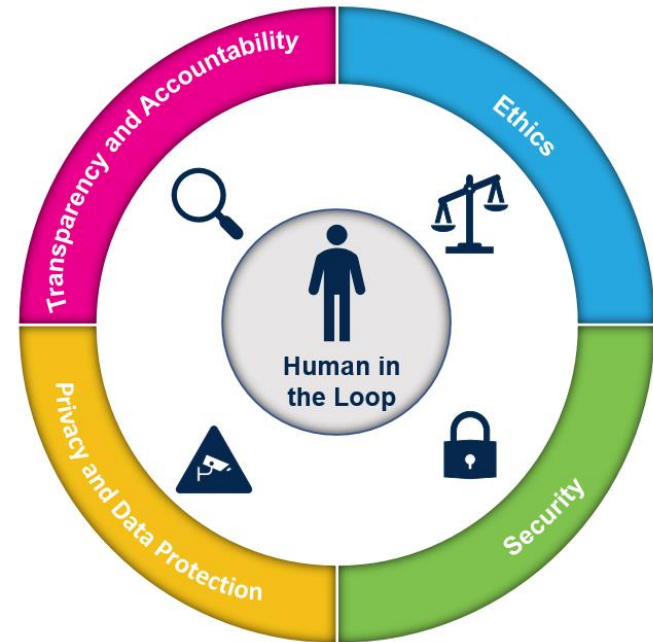 Transparency and Accountability
Ethics
Human in
the Loop
Privacy and Data Protection
Security